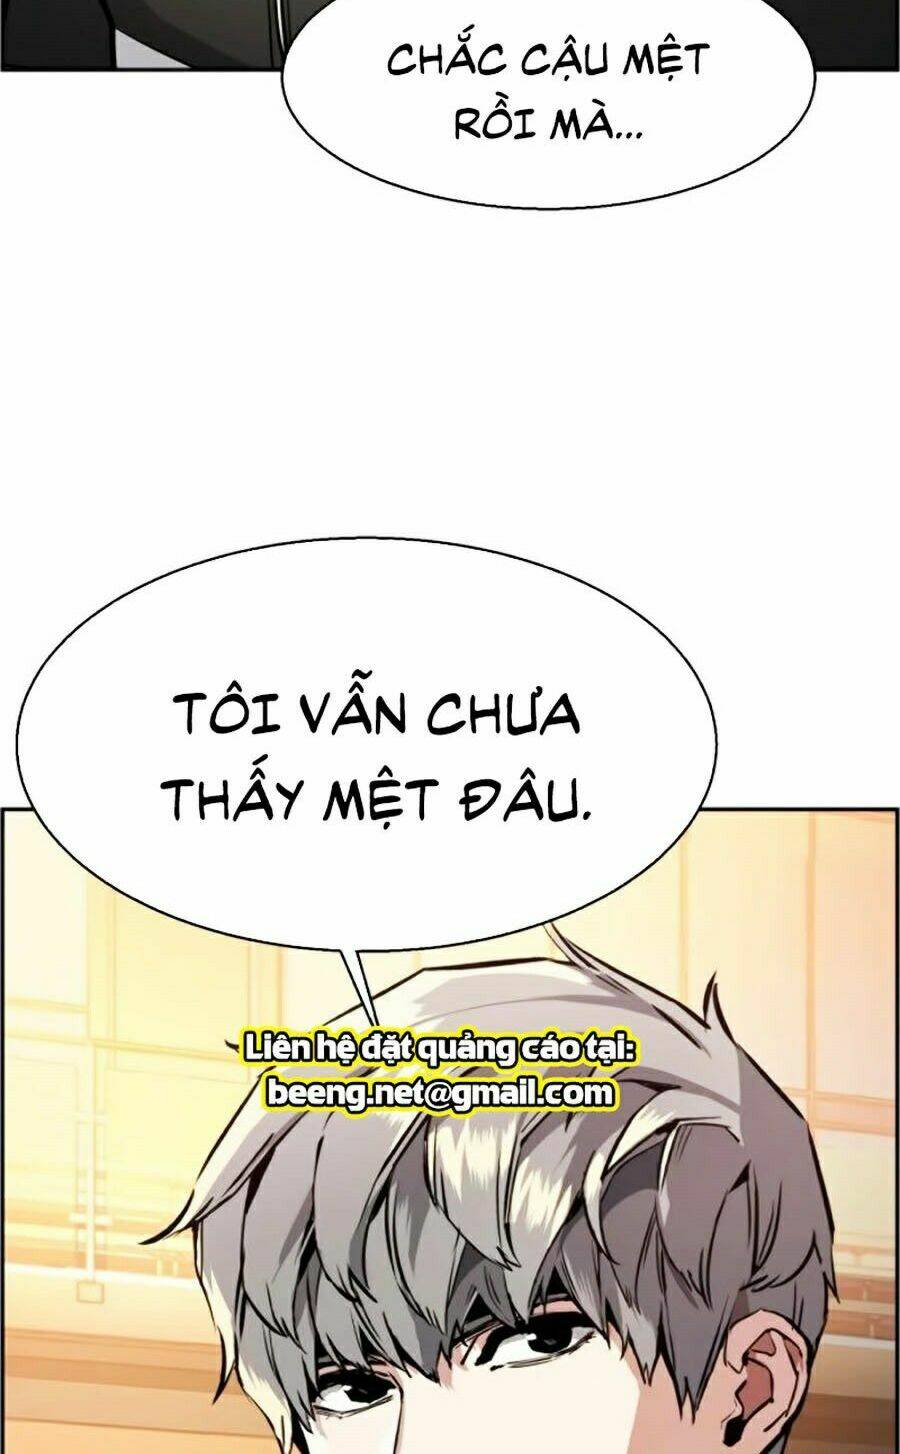 CHẮC CẬU MỆT
RỒI MÀ...
TÔI VẪN CHƯA
THẤY MỆT ĐÂU.
Liên hệ đặt quảng cáo tại:
beeng.net@gmail.com